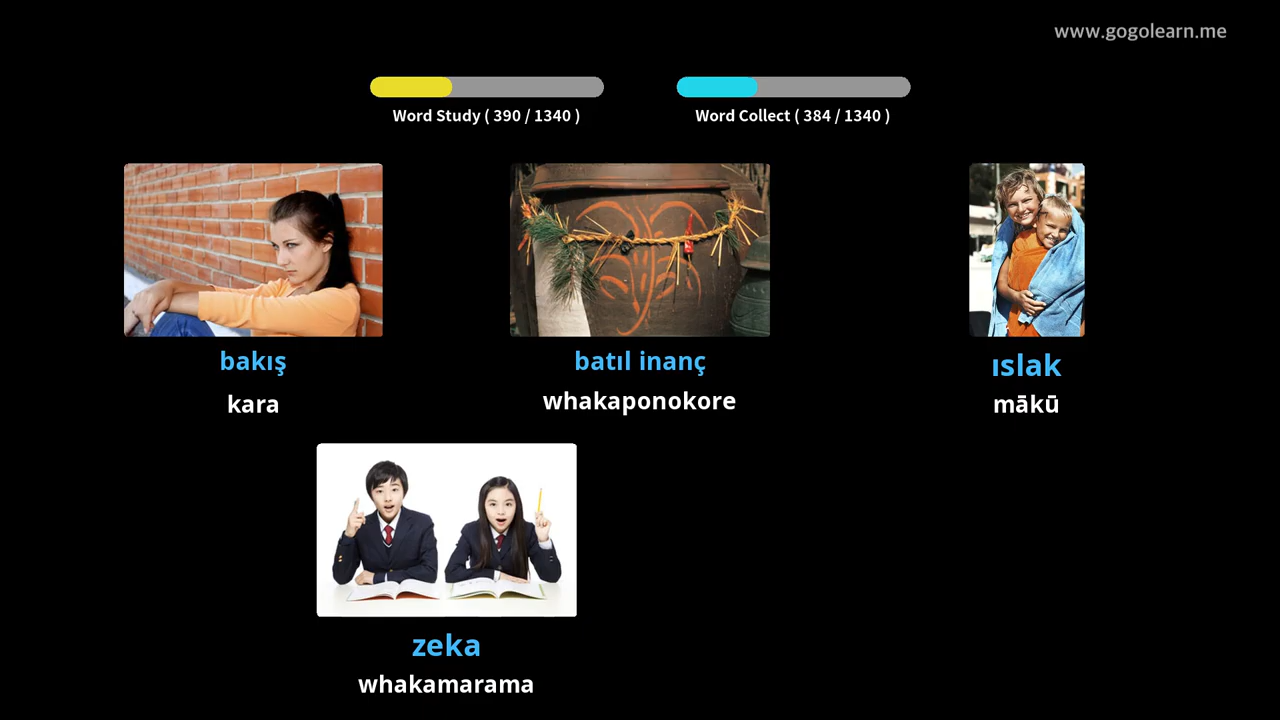 www.gogolearn.me
Word Study ( 390 / 1340 )
Word Collect ( 384 / 1340 )
bakış
kara
batıl inanç
whakaponokore
ıslak
mākū
zeka
whakamarama